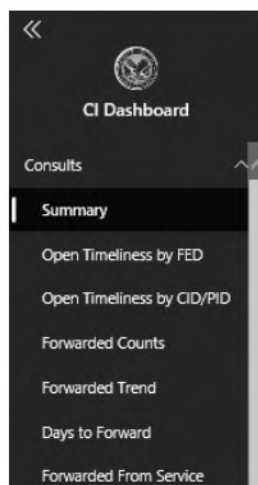 CI Dashboard
Consults
Summary
Open Timeliness by FED
Open Timeliness by CID/PID
Forwarded Counts
Forwarded Trend
Days to Forward
Forwarded From Service